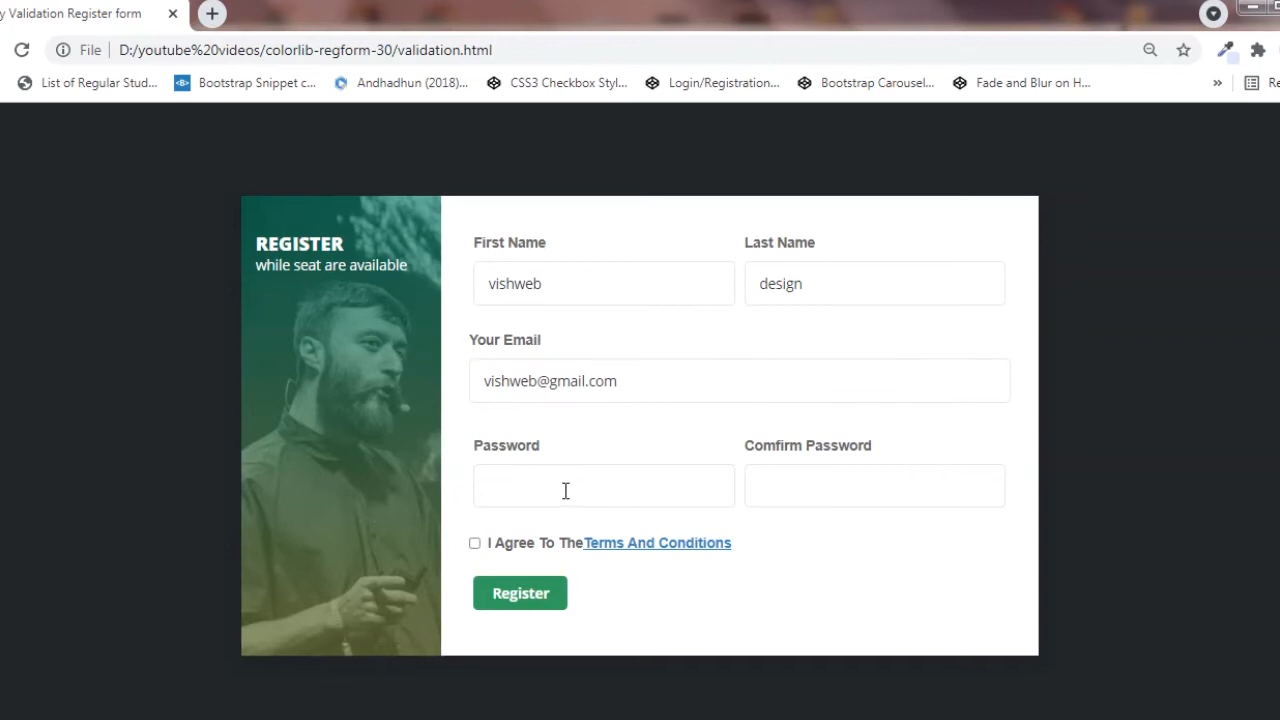 y Validation Register form
File
D:/youtube%20videos/colorlib-regform-30/validation.html
List of Regular Stud...
Bootstrap Snippet c...
Andhadhun (2018)...
CSS3 Checkbox Styl...
Login/Registration...
Bootstrap Carousel...
Fade and Blur on H...
»
Re
REGISTER
while seat are available
First Name
Last Name
vishweb
design
Your Email
vishweb@gmail.com
Password
Comfirm Password
I Agree To TheTerms And Conditions
Register